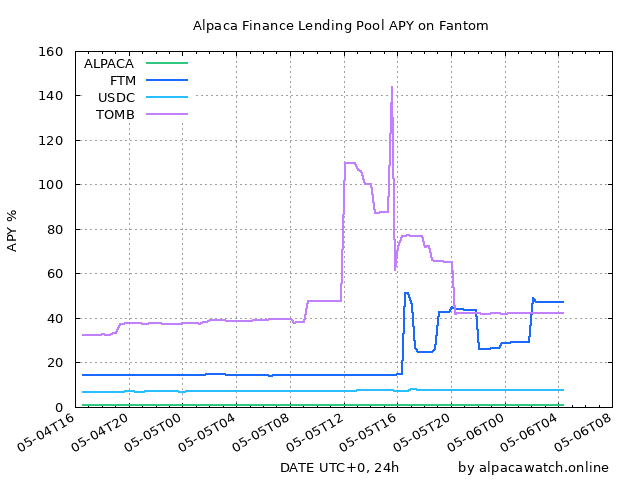 Alpaca Finance Lending Pool APY on Fantom
160
140
120
100
80
60
40
20
0
APY %
ALPACA
FTM
USDC
TOMB
05-04T16
05-04T20
05-05T00
05-05T04
05-05T08
05-05T12
05-05T16
05-05T20
05-06T00
05-06T04
05-06T08
DATE UTC+0, 24h
by alpacawatch.online